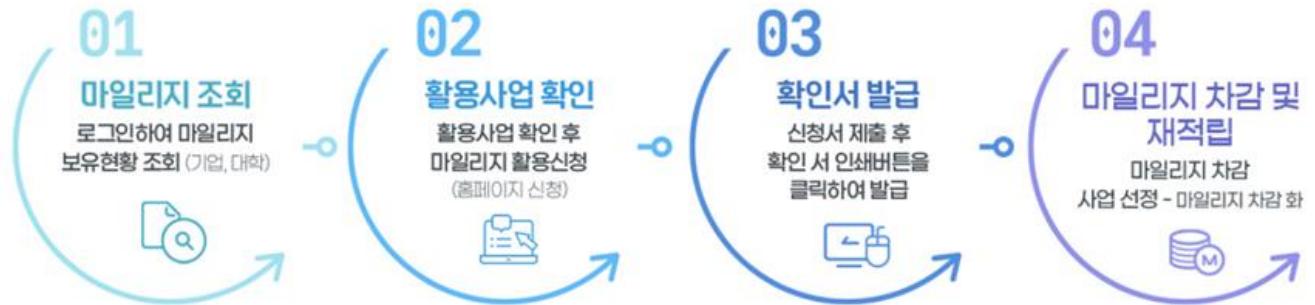 01
마일리지 조회
로그인하여 마일리지
보유현황 조회 (기업, 대학)
02
활용사업 확인
활용사업 확인 후
마일리지 활용신청
(홈페이지 신청)
03
확인서 발급
신청서 제출 후
확인 서 인쇄버튼을
클릭하여 발급
04
마일리지 차감 및
재적립
마일리지 차감
사업 선정 - 마일리지 차감 화
M